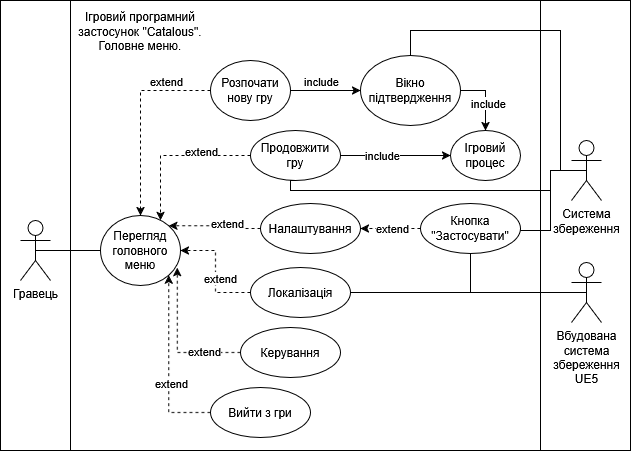 Ігровий програмний
застосунок "Catalous".
Головне меню.
extend
Розпочати
нову гру
include
Вікно
підтвердження
include
extend
Продовжити
гру
include
Ігровий
процес
Система
збереження
Гравець
Перегляд
головного
меню
extend
Налаштування
extend
Кнопка
"Застосувати"
extend
Локалізація
Вбудована
система
збереження
UE5
extend
Керування
extend
Вийти з гри